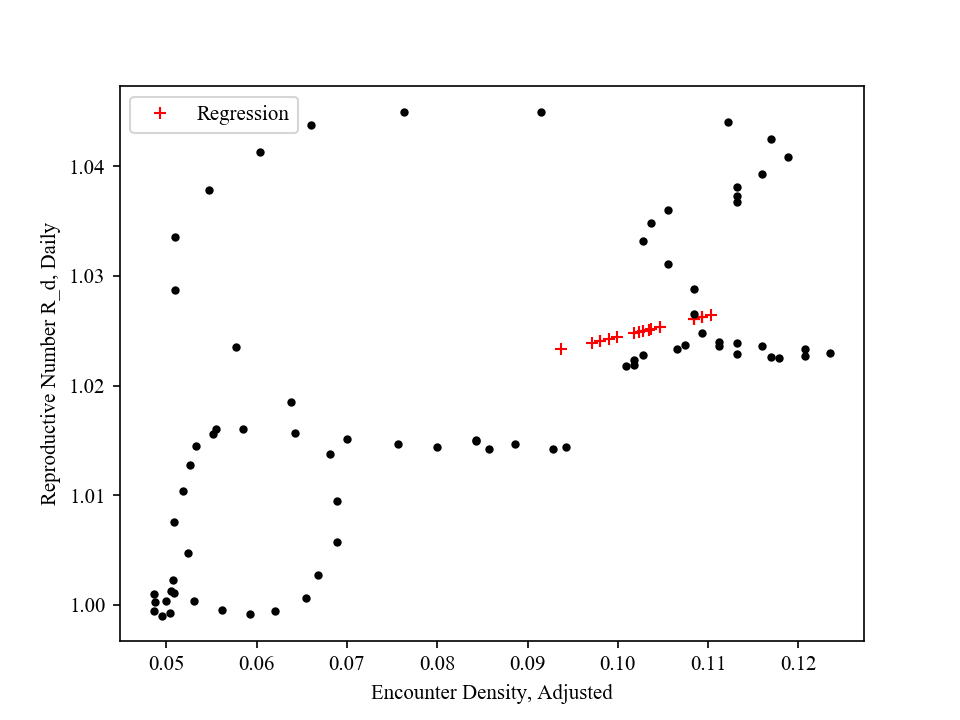 Regression
1.04
1.03
1.02
1.01
1.00
Reproductive Number R_d, Daily
0.05 0.06 0.07 0.08 0.09 0.10 0.11 0.12
Encounter Density, Adjusted